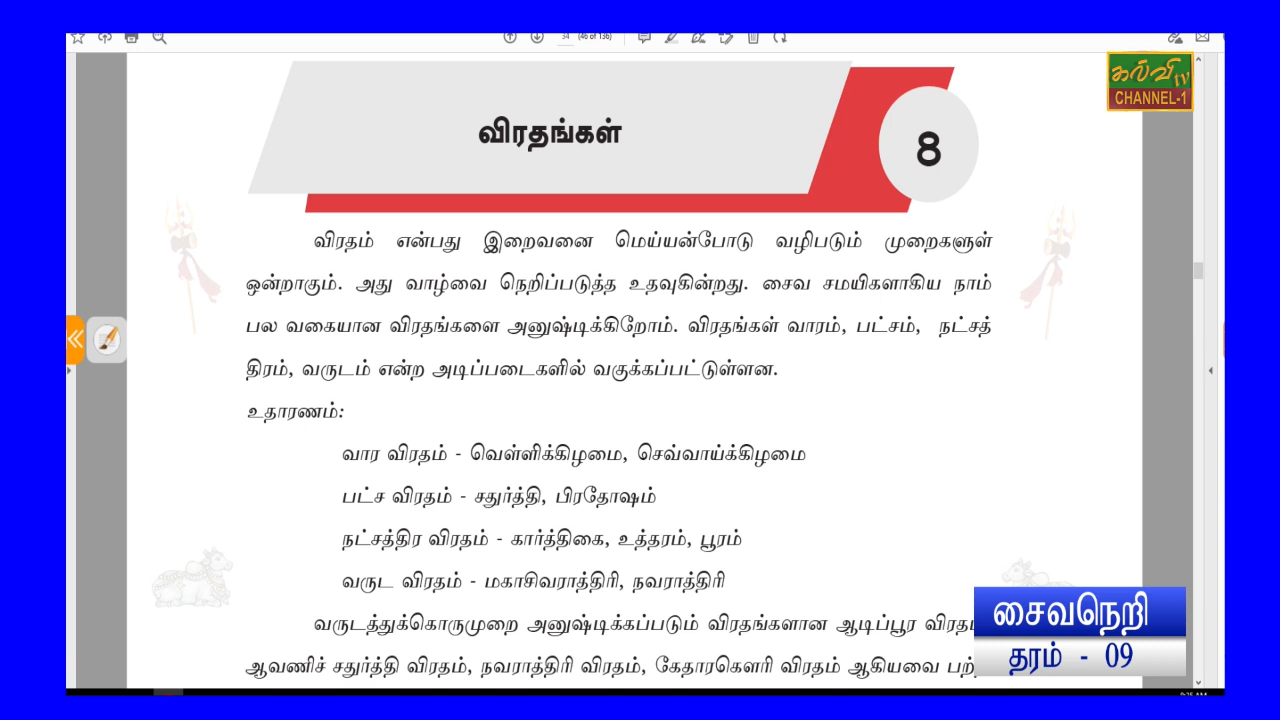 34 (46 of 136)
கல்வி tv
CHANNEL-1
விரதங்கள்
8
விரதம் என்பது இறைவனை மெய்யன்போடு வழிபடும் முறைகளுள்
ஒன்றாகும். அது வாழ்வை நெறிப்படுத்த உதவுகின்றது. சைவ சமயிகளாகிய நாம்
பல வகையான விரதங்களை அனுஷ்டிக்கிறோம். விரதங்கள் வாரம், பட்சம், நட்சத்
திரம், வருடம் என்ற அடிப்படைகளில் வகுக்கப்பட்டுள்ளன.
உதாரணம்:
வார விரதம் - வெள்ளிக்கிழமை, செவ்வாய்க்கிழமை
பட்ச விரதம் - சதுர்த்தி, பிரதோஷம்
நட்சத்திர விரதம் - கார்த்திகை, உத்தரம், பூரம்
வருட விரதம் - மகாசிவராத்திரி, நவராத்திரி
வருடத்துக்கொருமுறை அனுஷ்டிக்கப்படும் விரதங்களான ஆடிப்பூர
ஆவணிச் சதுர்த்தி விரதம், நவராத்திரி விரதம், கேதாரகௌரி விரதம் ஆகியவை
சைவநெறி
தரம் - 09